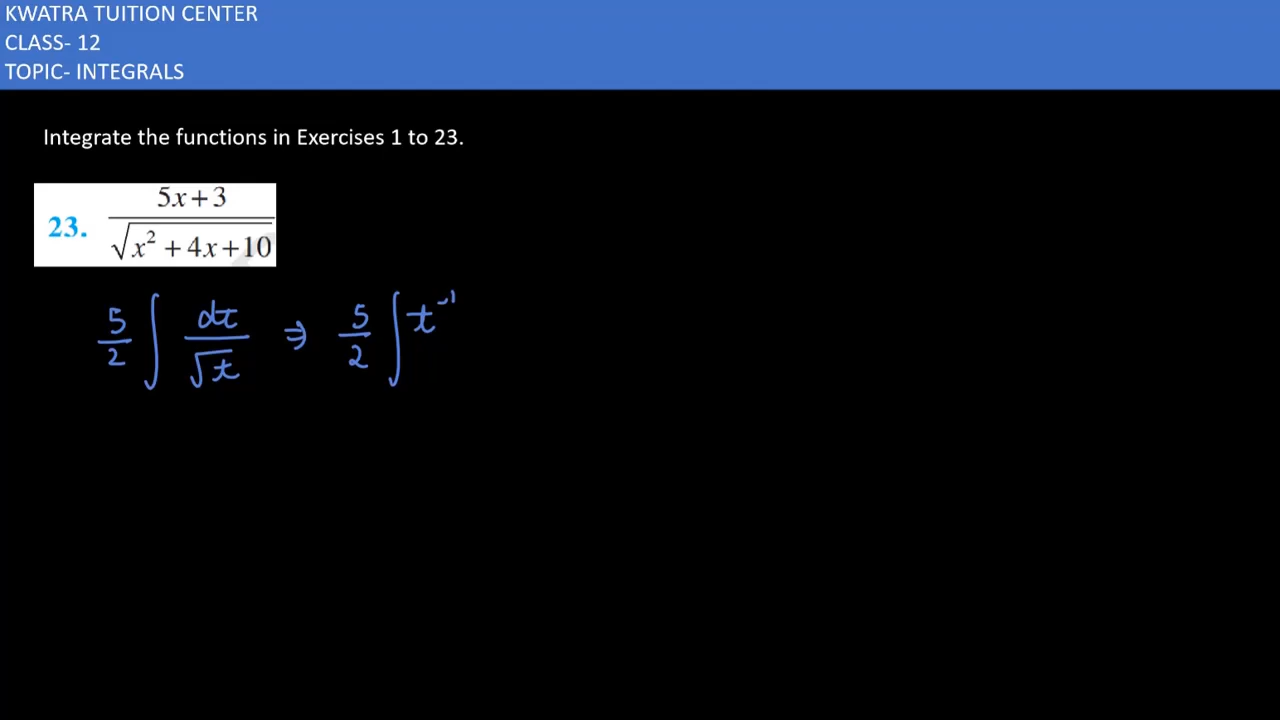 KWATRA TUITION CENTER
CLASS- 12
TOPIC- INTEGRALS
Integrate the functions in Exercises 1 to 23.
23. (5x+3)/√(x² + 4x + 10)
5/2 ∫ dt/√t ⇒ 5/2 ∫ t⁻¹